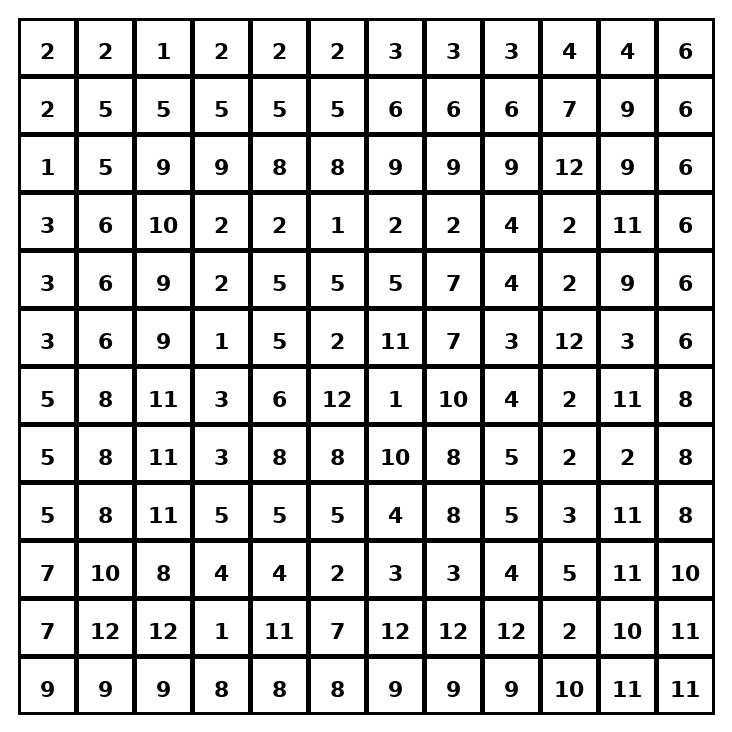 2 2 1 2 2 2 3 3 3 4 4 6
2 5 5 5 5 5 6 6 6 7 9 6
1 5 9 9 8 8 9 9 9 12 9 6
3 6 10 2 2 1 2 2 4 2 11 6
3 6 9 2 5 5 5 7 4 2 9 6
3 6 9 1 5 2 11 7 3 12 3 6
5 8 11 3 6 12 1 10 4 2 11 8
5 8 11 3 8 8 10 8 5 2 2 8
5 8 11 5 5 5 4 8 5 3 11 8
7 10 8 4 4 2 3 3 4 5 11 10
7 12 12 1 11 7 12 12 12 2 10 11
9 9 9 8 8 8 9 9 9 10 11 11